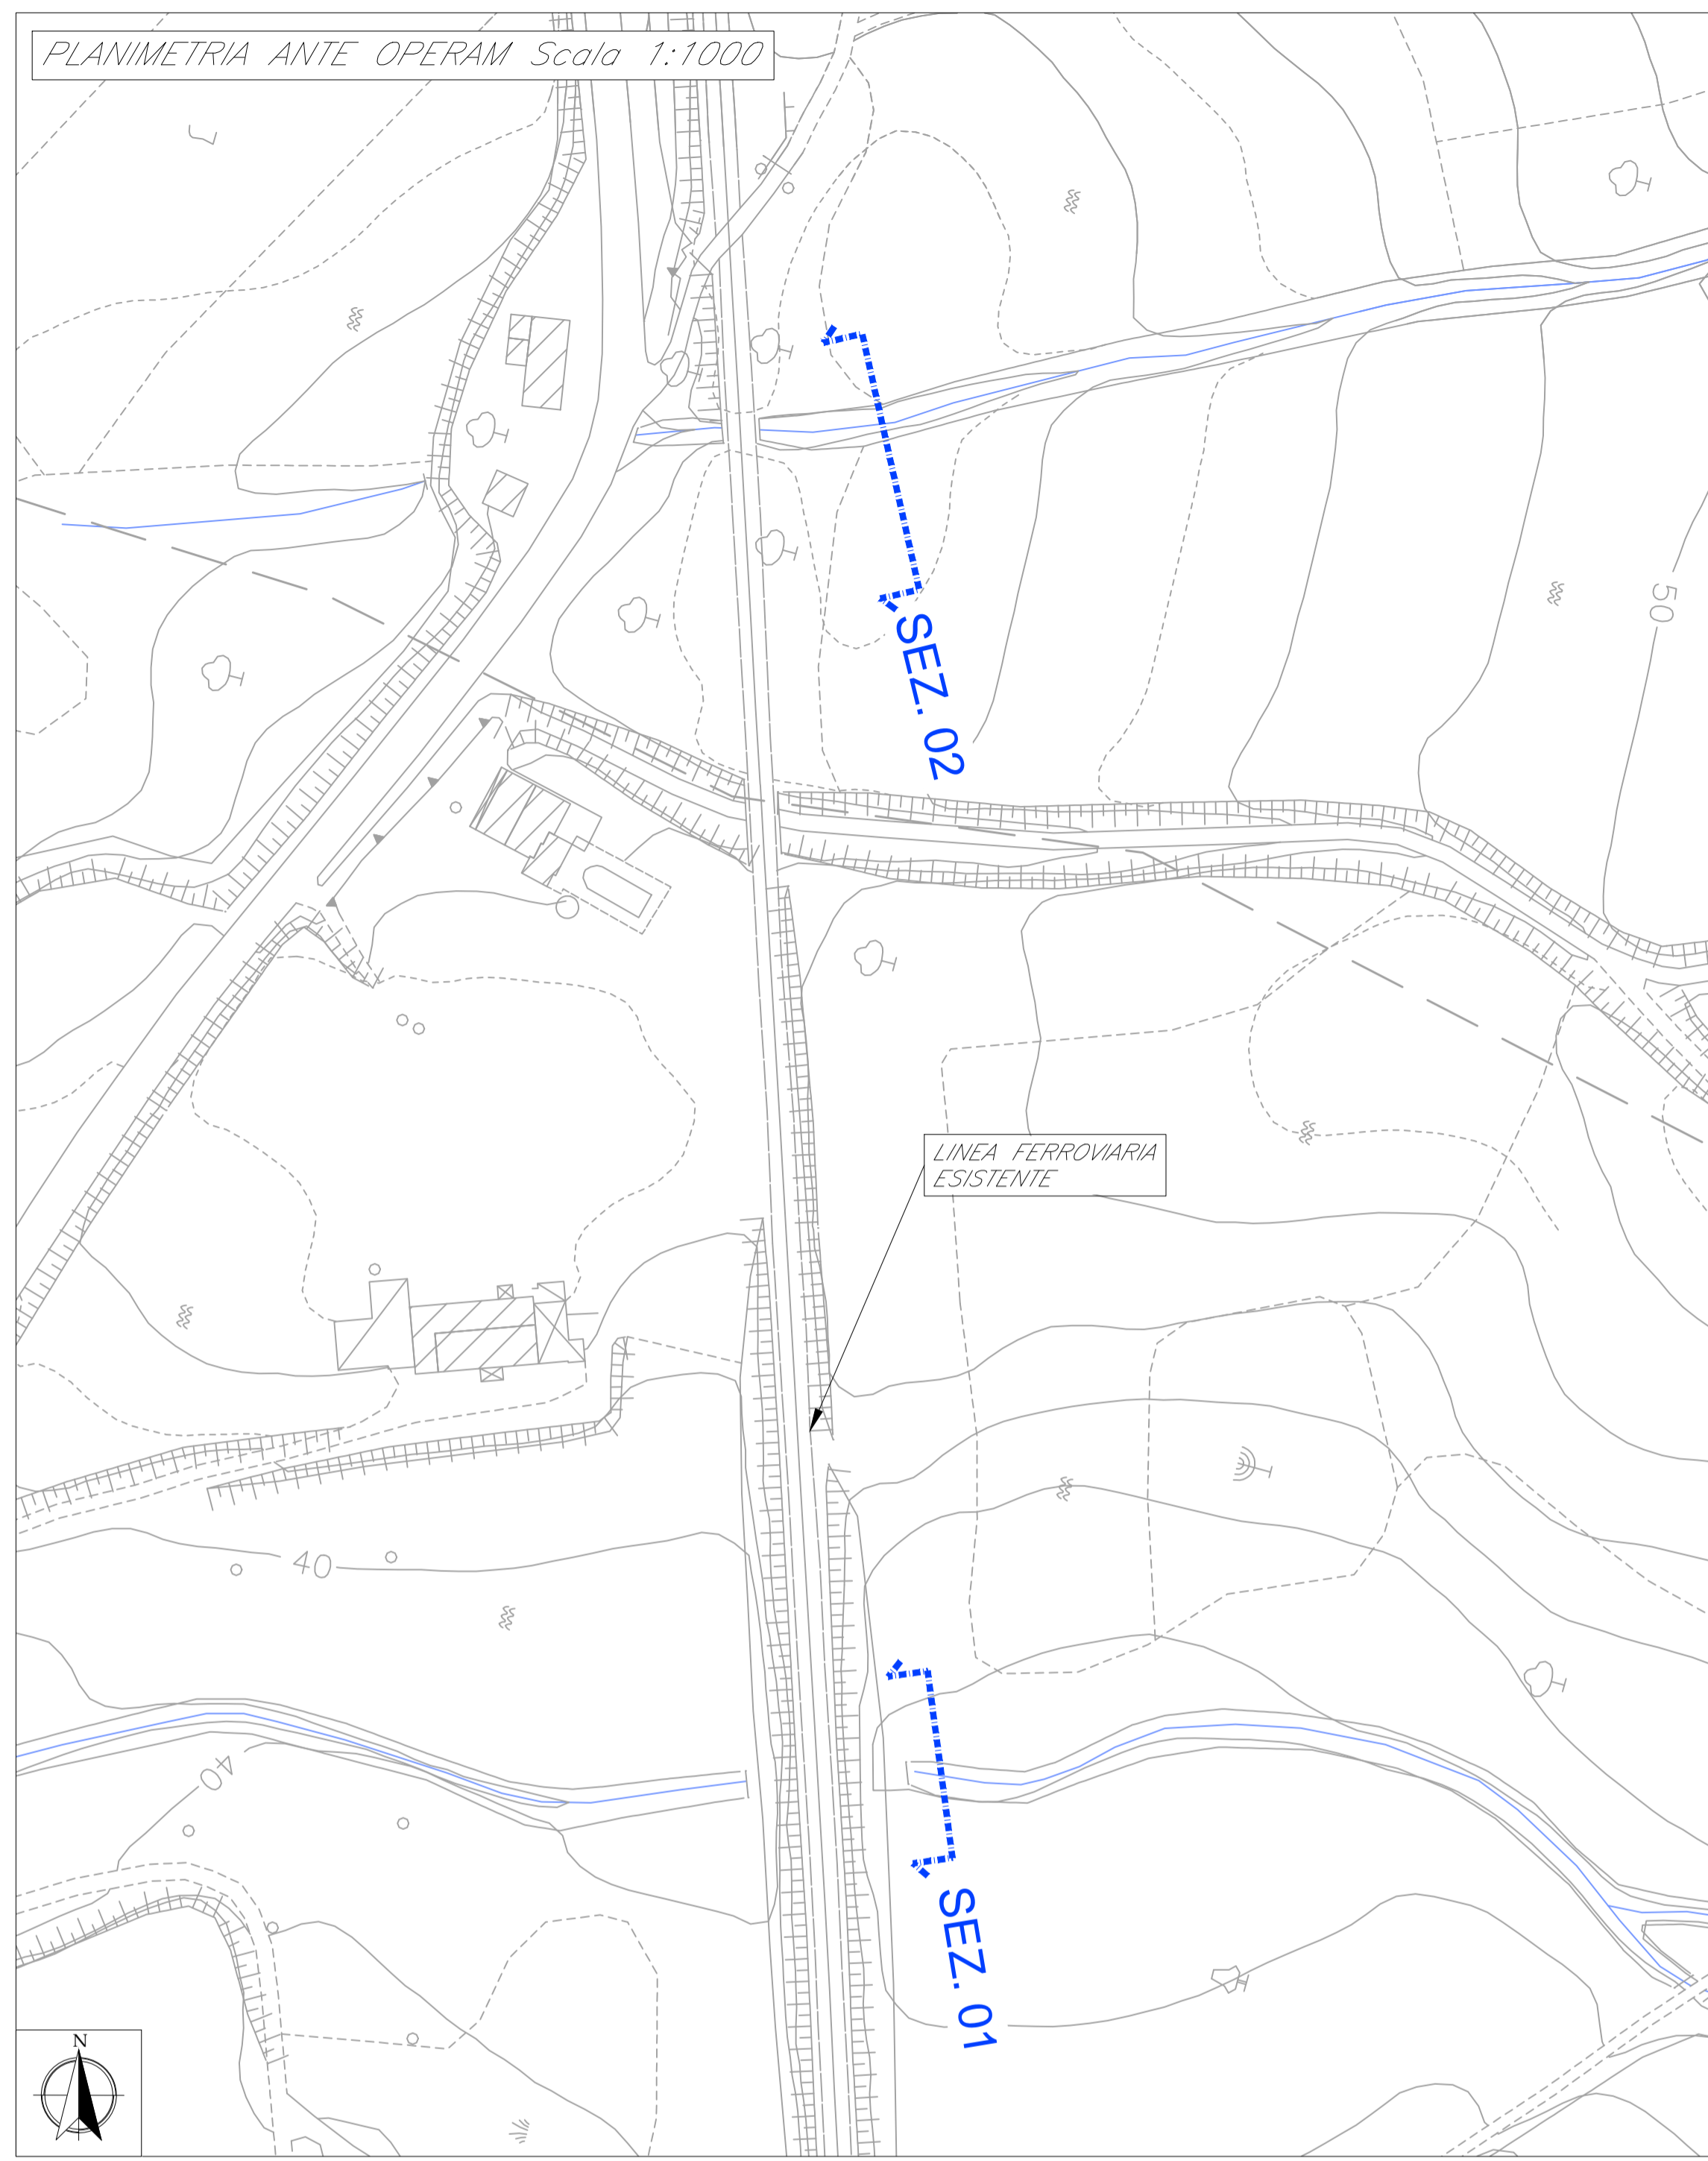 PLANIMETRIA ANTE OPERAM Scala 1:1000
50
SEZ. 02
LINEA FERROVIARIA
ESISTENTE
40
40
SEZ. 01
N